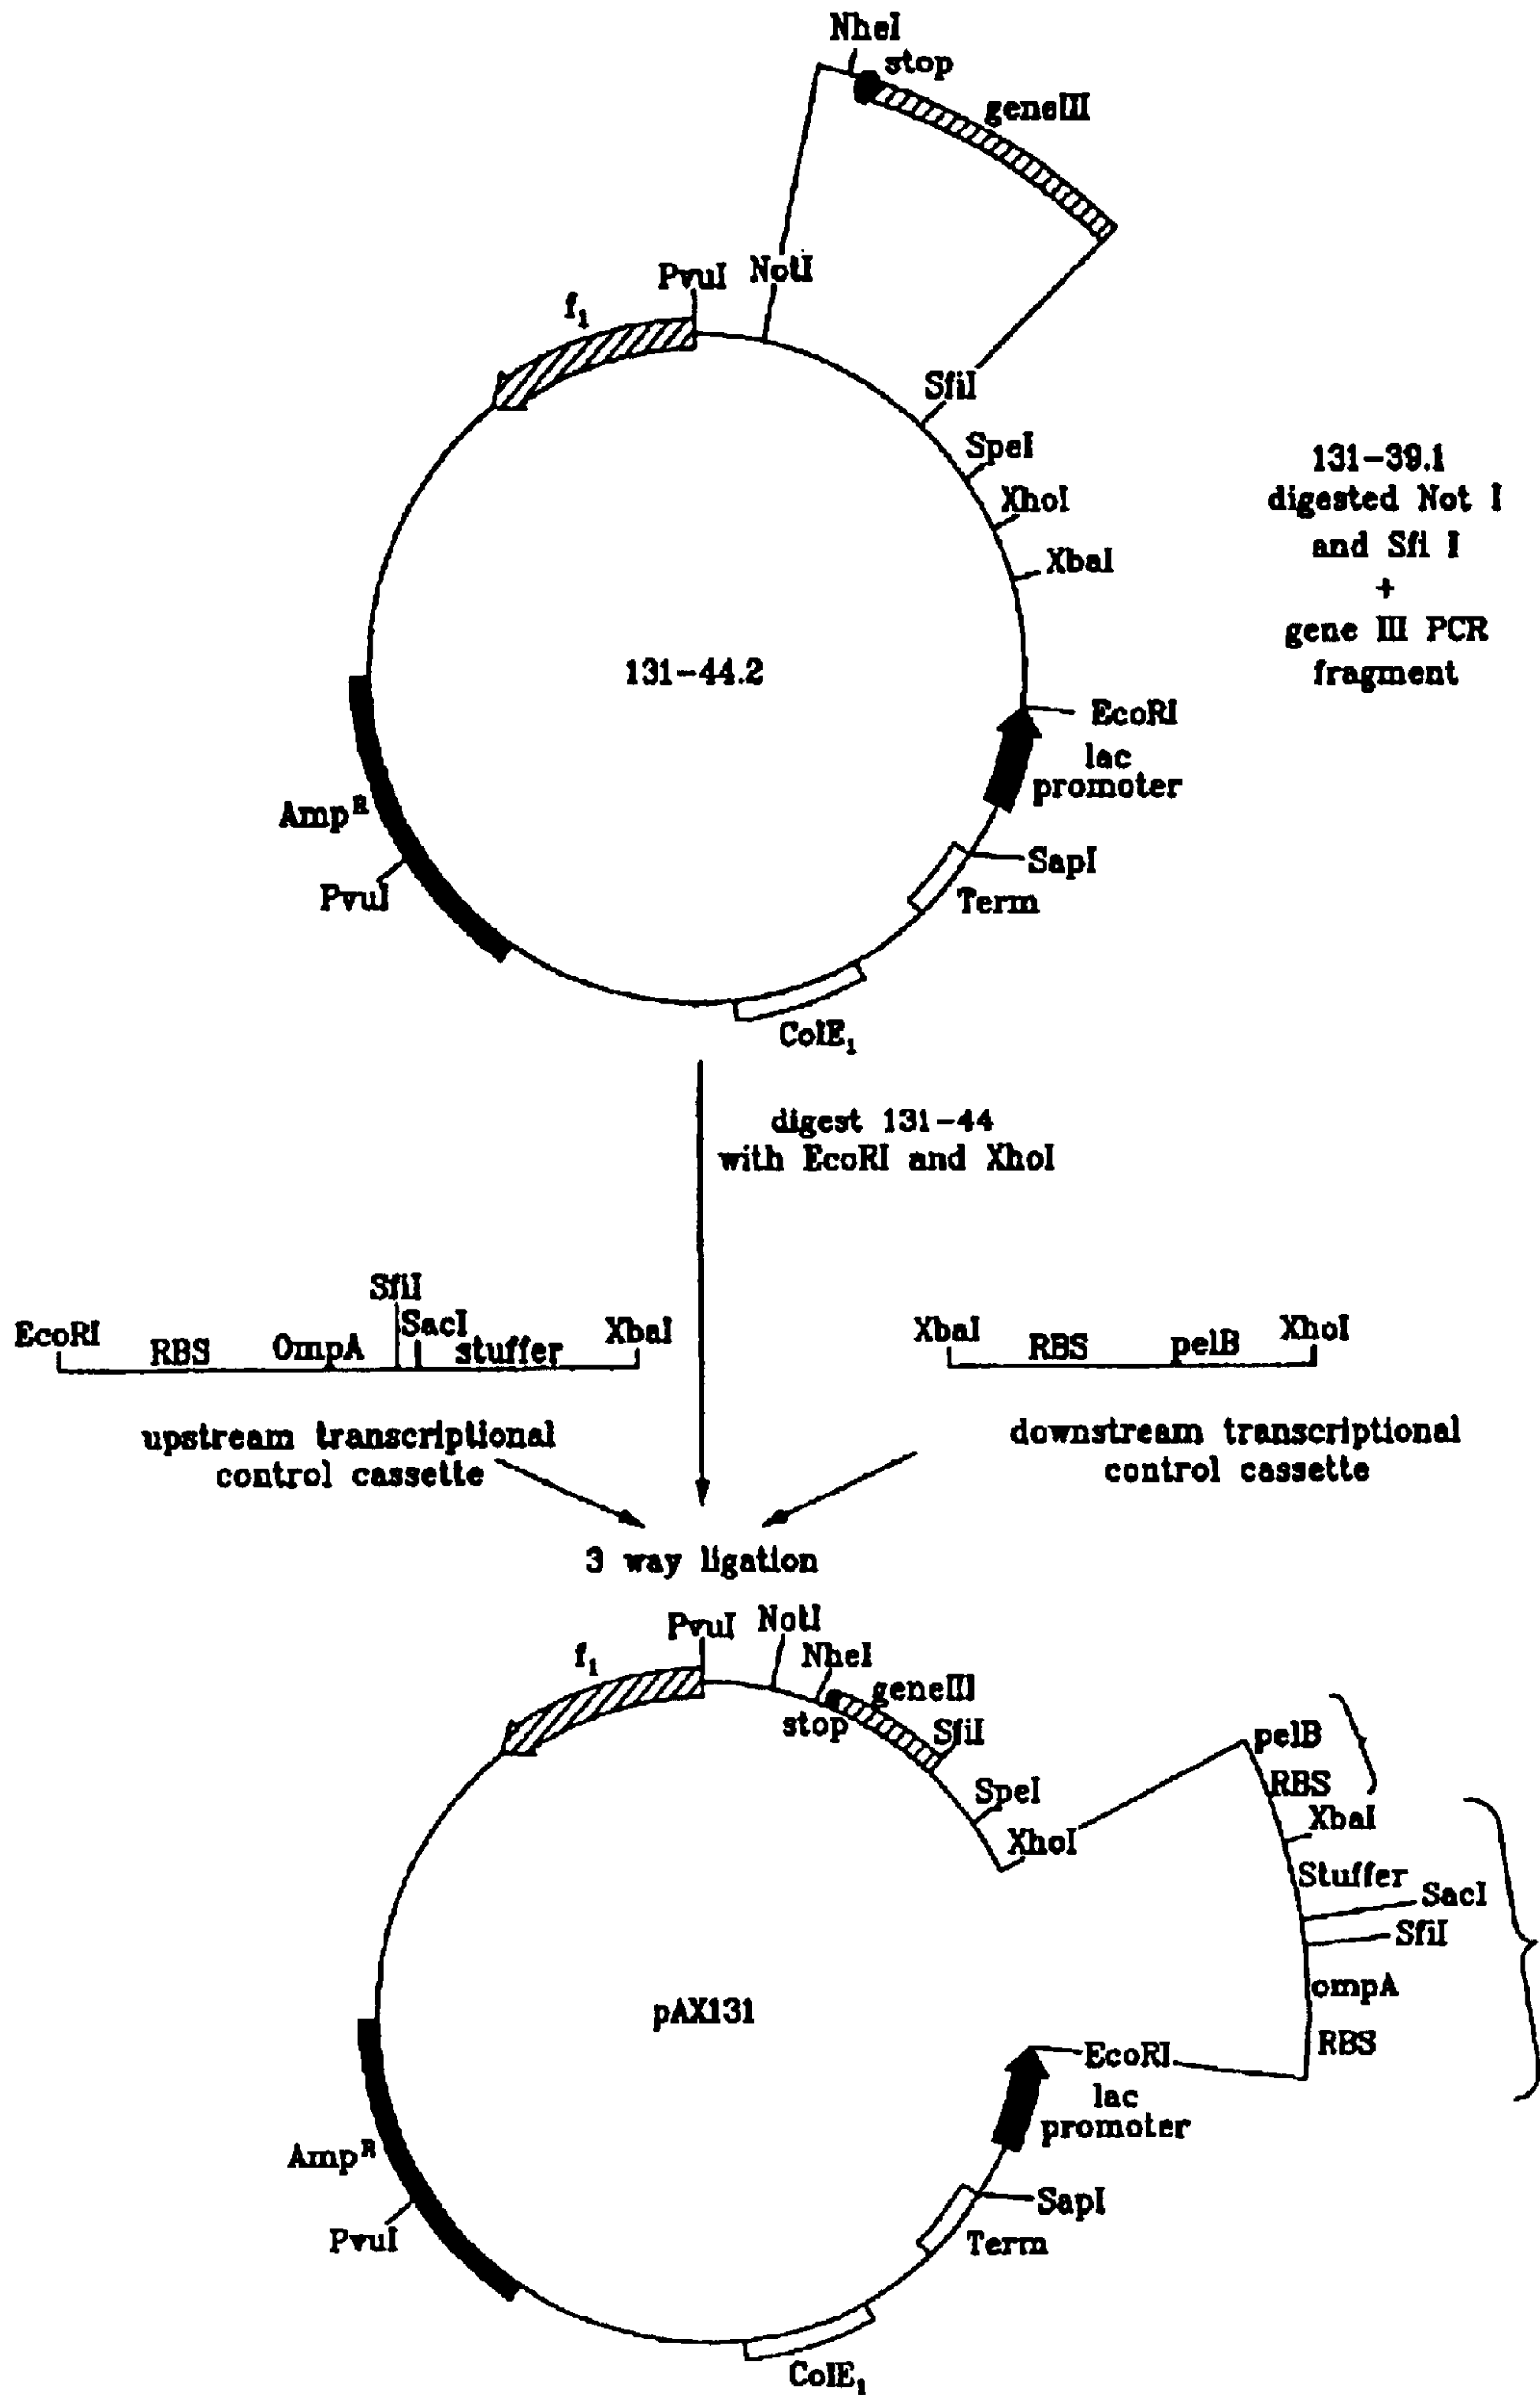 NheI
stop
geneIII
PvuI
NotI
f1
SfiI
SpeI
XhoI
XbaI
131-39.1
digested Not I
and Sfi I
+
gene III PCR
fragment
131-44.2
EcoRI
lac
promoter
AmpR
SapI
PvuI
Term
ColE1
digest 131-44
with EcoRI and XhoI
EcoRI
RBS
OmpA
SfiI
SacI
stuffer
XbaI
XbaI
RBS
pelB
XhoI
upstream transcriptional
control cassette
downstream transcriptional
control cassette
3 way ligation
PvuI
NotI
f1
NheI
geneIII
stop
SfiI
SpeI
XhoI
pelB
RBS
XbaI
Stuffer
SacI
SfiI
ompA
RBS
pAX131
EcoRI
lac
promoter
AmpR
SapI
PvuI
Term
ColE1